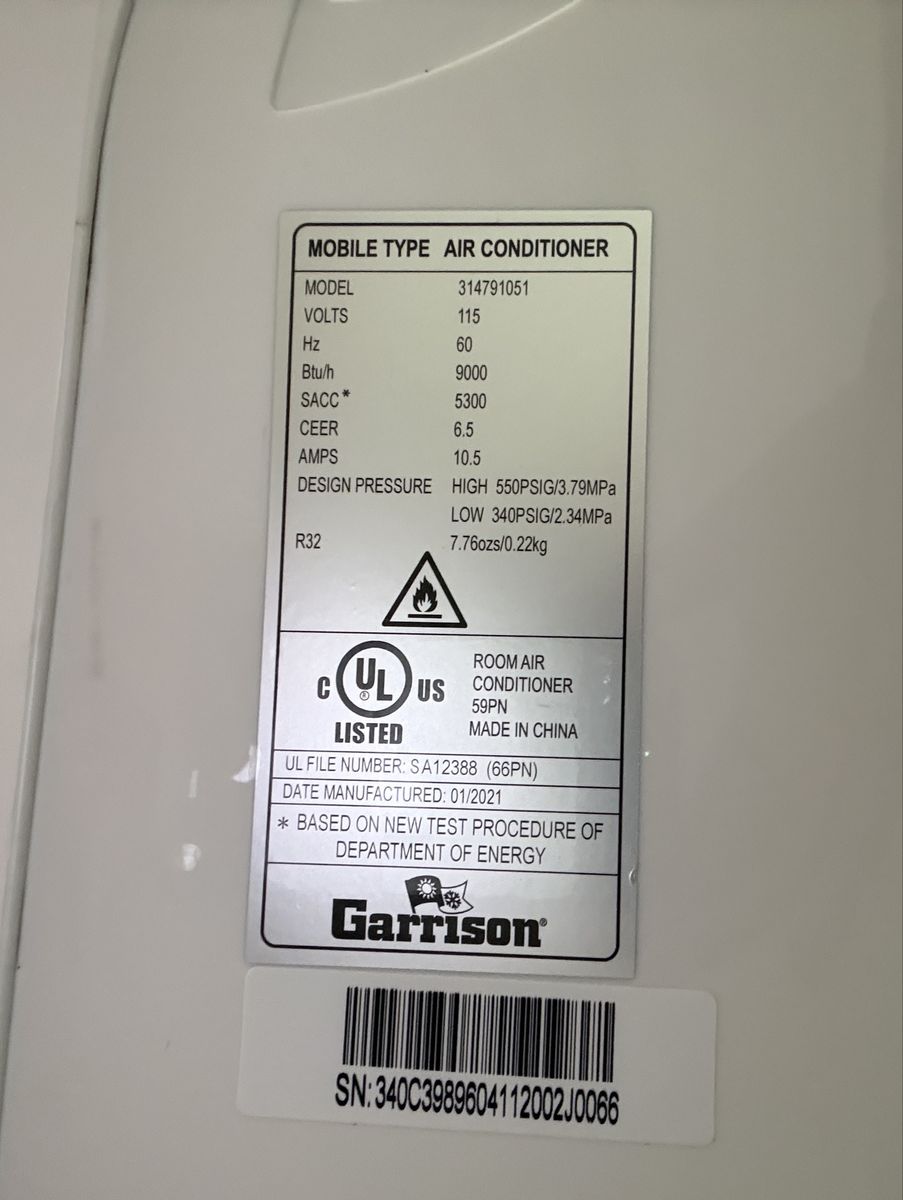 MOBILE TYPE AIR CONDITIONER
MODEL 314791051
VOLTS 115
Hz 60
Btu/h 9000
SACC* 5300
CEER 6.5
AMPS 10.5
DESIGN PRESSURE HIGH 550PSIG/3.79MPa
LOW 340PSIG/2.34MPa
R32 7.76ozs/0.22kg
C UL® US
LISTED
ROOM AIR
CONDITIONER
59PN
MADE IN CHINA
UL FILE NUMBER: SA12388 (66PN)
DATE MANUFACTURED: 01/2021
* BASED ON NEW TEST PROCEDURE OF
DEPARTMENT OF ENERGY
Garrison®
SN:340C3989604112002J0066